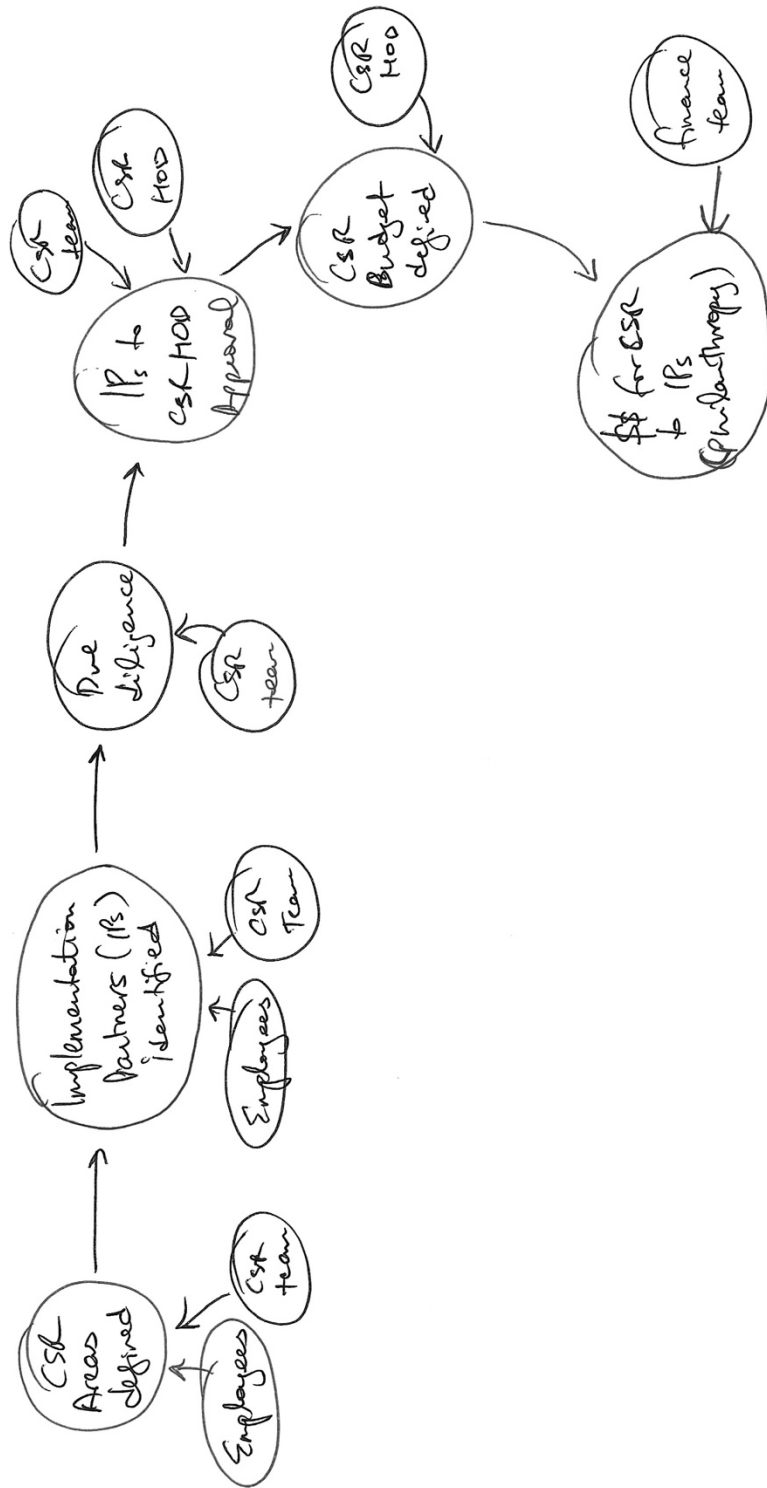 CSR
Areas
defined
Employees
CSR
team
Implementation
Partners (IPs)
identified
Employees
CSR
Team
Due
diligence
CSR
team
IPs to
CSR HOD
Approval
CSR
team
CSR
HOD
CSR
Budget
defined
CSR
HOD
$$ for CSR
to IPs
(Philanthropy)
finance
team